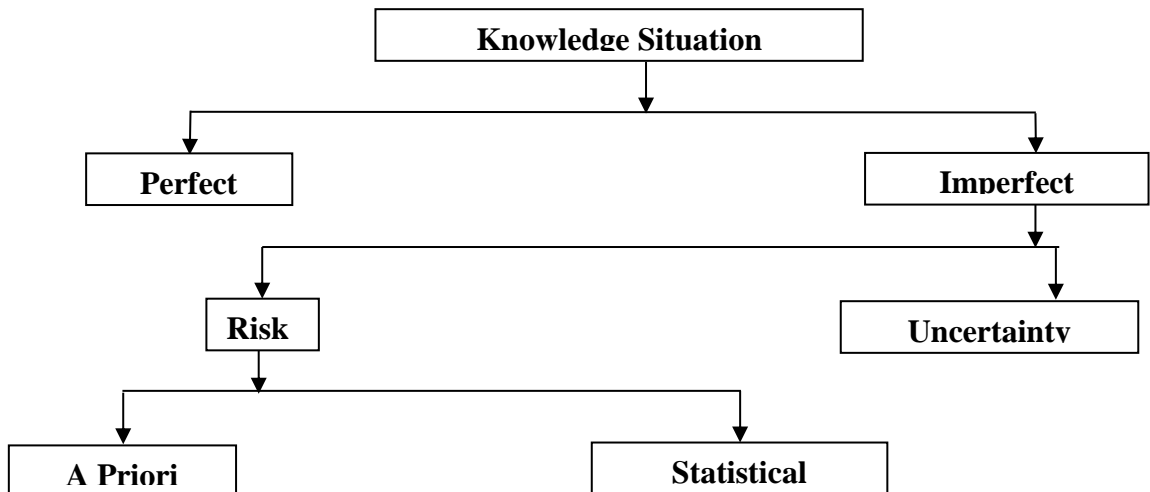 Knowledge Situation
Perfect
Imperfect
Risk
Uncertainty
A Priori
Statistical